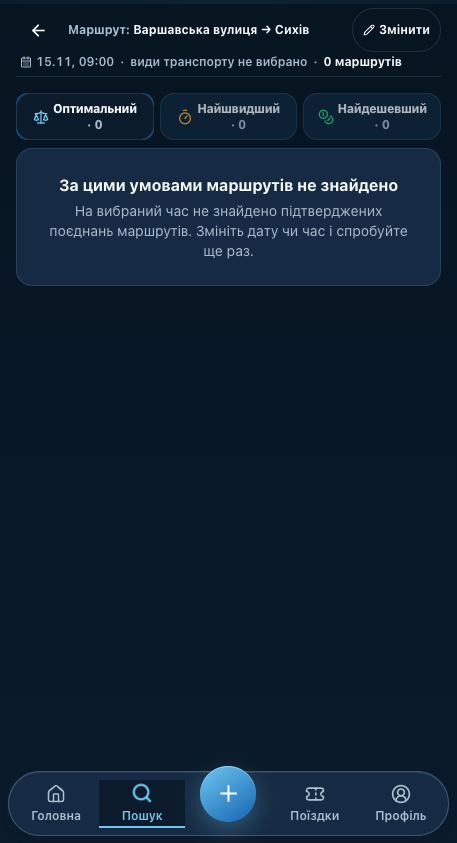 Маршрут: Варшавська вулиця → Сихів
Змінити
15.11, 09:00 · види транспорту не вибрано · 0 маршрутів
Оптимальний
· 0
Найшвидший
· 0
Найдешевший
· 0
За цими умовами маршрутів не знайдено
На вибраний час не знайдено підтверджених
поєднань маршрутів. Змініть дату чи час і спробуйте
ще раз.
Головна
Пошук
Поїздки
Профіль